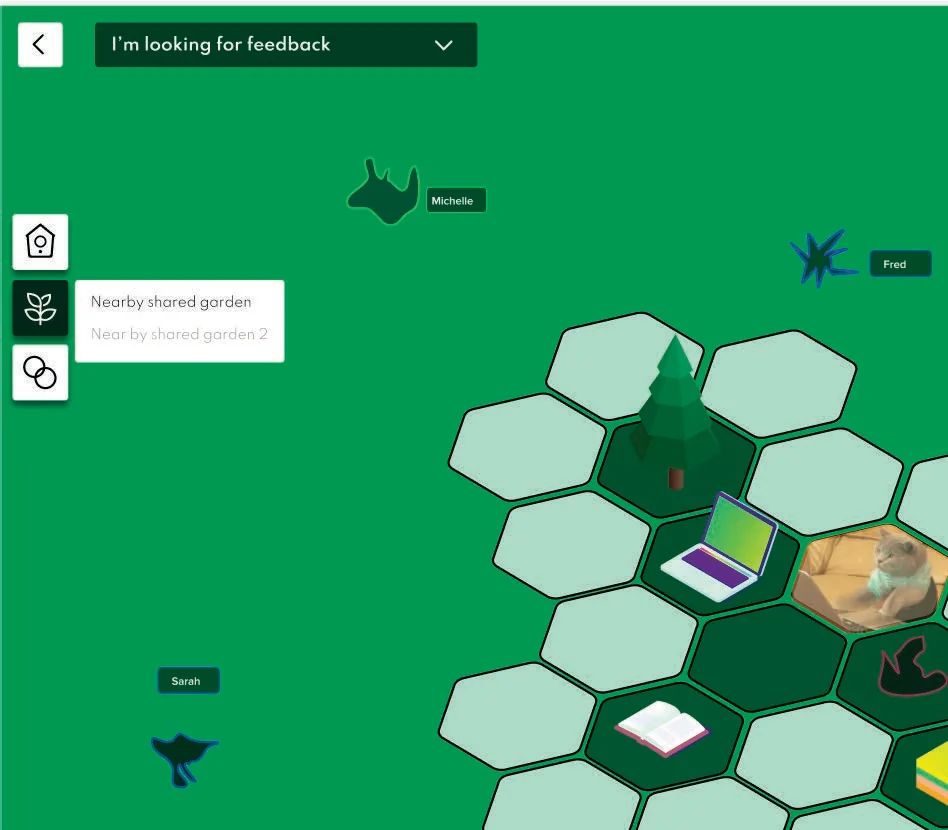 I'm looking for feedback
Michelle
Fred
Nearby shared garden
Near by shared garden 2
Sarah